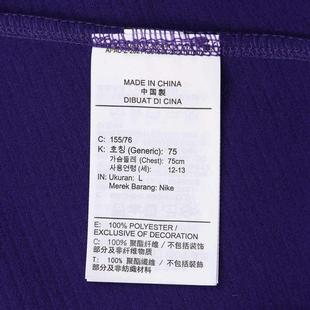 MADE IN CHINA
中国製
DIBUAT DI CINA
C: 155/76
K: 호칭 (Generic): 75
가슴둘레 (Chest): 75cm
사용연령 (세): 12-13
IN: Ukuran: L
Merek Barang: Nike
E: 100% POLYESTER /
EXCLUSIVE OF DECORATION
C: 100% 聚酯纤维 / 不包括装饰
部分及非纤维物质
T: 100% 聚酯纖維 / 不包括裝飾
部分及非紡織材料